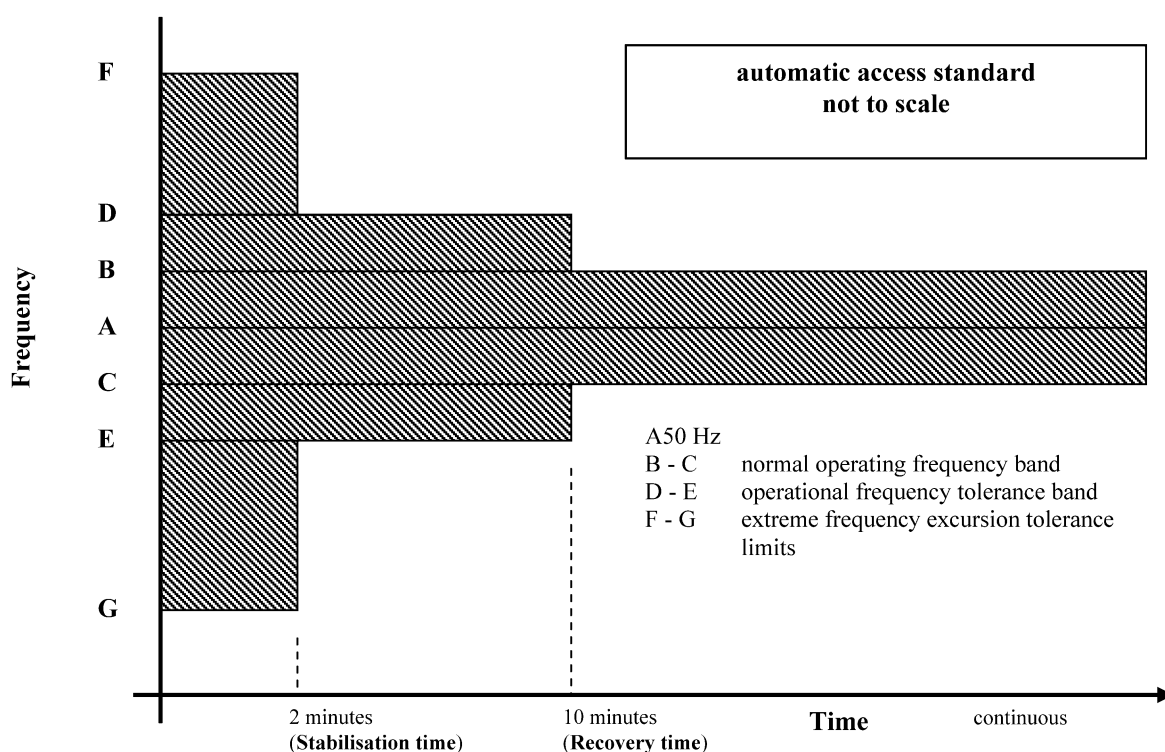 F
automatic access standard
not to scale
D
B
A
C
E
G
Frequency
A50 Hz
B - C normal operating frequency band
D - E operational frequency tolerance band
F - G extreme frequency excursion tolerance
limits
2 minutes
(Stabilisation time)
10 minutes
(Recovery time)
Time
continuous